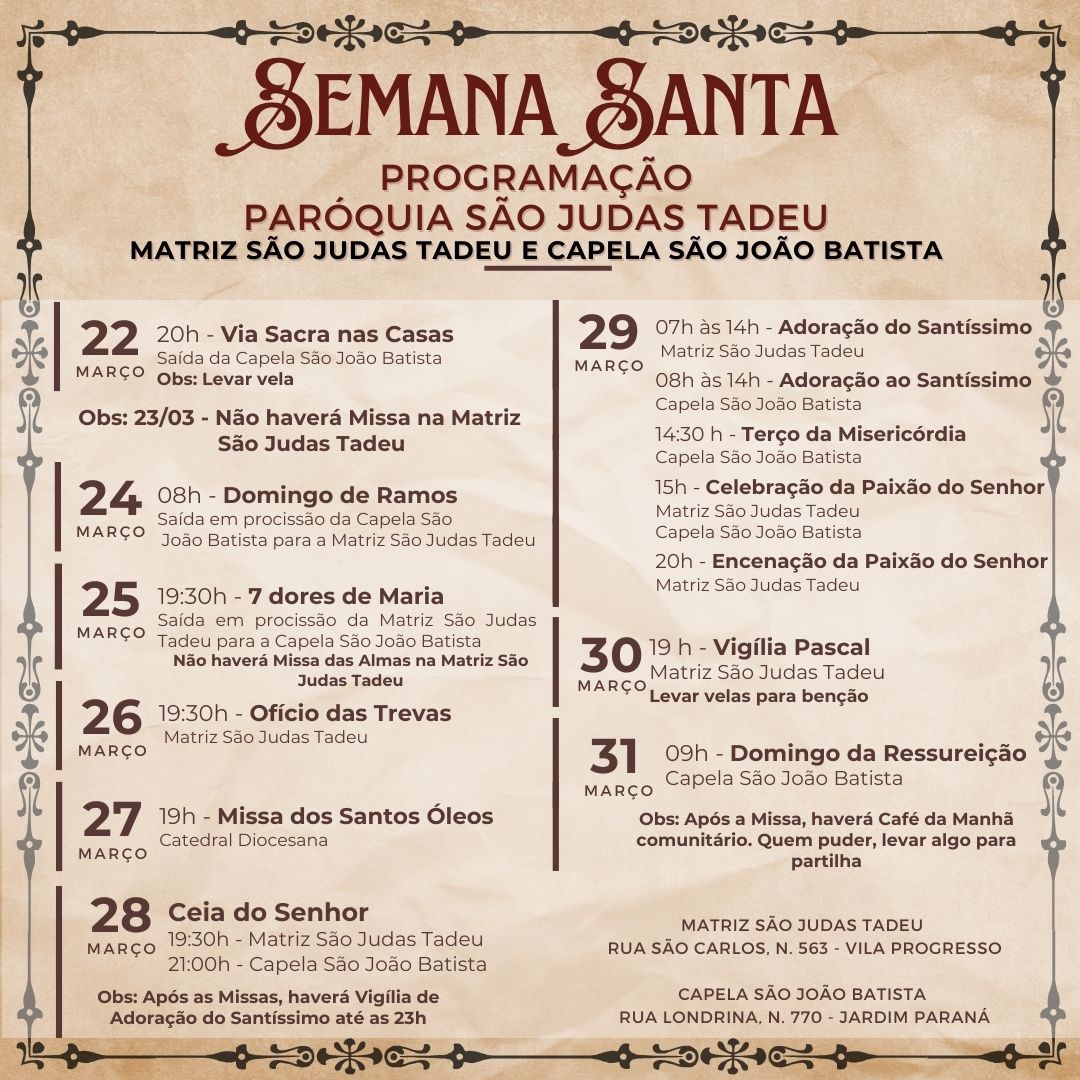 SEMANA SANTA
PROGRAMAÇÃO
PARÓQUIA SÃO JUDAS TADEU
MATRIZ SÃO JUDAS TADEU E CAPELA SÃO JOÃO BATISTA
22
MARÇO
20h - Via Sacra nas Casas
Saída da Capela São João Batista
Obs: Levar vela
Obs: 23/03 - Não haverá Missa na Matriz
São Judas Tadeu
24
MARÇO
08h - Domingo de Ramos
Saída em procissão da Capela São
João Batista para a Matriz São Judas Tadeu
25
MARÇO
19:30h - 7 dores de Maria
Saída em procissão da Matriz São Judas
Tadeu para a Capela São João Batista
Não haverá Missa das Almas na Matriz São
Judas Tadeu
26
MARÇO
19:30h - Ofício das Trevas
Matriz São Judas Tadeu
27
MARÇO
19h - Missa dos Santos Óleos
Catedral Diocesana
28
MARÇO
Ceia do Senhor
19:30h - Matriz São Judas Tadeu
21:00h - Capela São João Batista
Obs: Após as Missas, haverá Vigília de
Adoração do Santíssimo até as 23h
29
MARÇO
07h às 14h - Adoração do Santíssimo
Matriz São Judas Tadeu
08h às 14h - Adoração ao Santíssimo
Capela São João Batista
14:30 h - Terço da Misericórdia
Capela São João Batista
15h - Celebração da Paixão do Senhor
Matriz São Judas Tadeu
Capela São João Batista
20h - Encenação da Paixão do Senhor
Matriz São Judas Tadeu
30
MARÇO
19 h - Vigília Pascal
Matriz São Judas Tadeu
Levar velas para benção
31
MARÇO
09h - Domingo da Ressureição
Capela São João Batista
Obs: Após a Missa, haverá Café da Manhã
comunitário. Quem puder, levar algo para
partilha
MATRIZ SÃO JUDAS TADEU
RUA SÃO CARLOS, N. 563 - VILA PROGRESSO
CAPELA SÃO JOÃO BATISTA
RUA LONDRINA, N. 770 - JARDIM PARANÁ